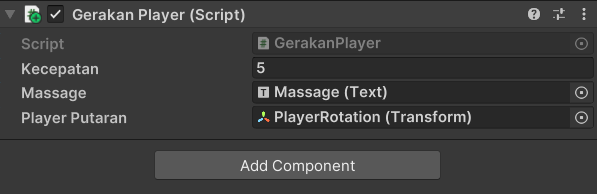 Gerakan Player (Script)
Script GerakanPlayer
Kecepatan 5
Massage Massage (Text)
Player Putaran PlayerRotation (Transform)
Add Component